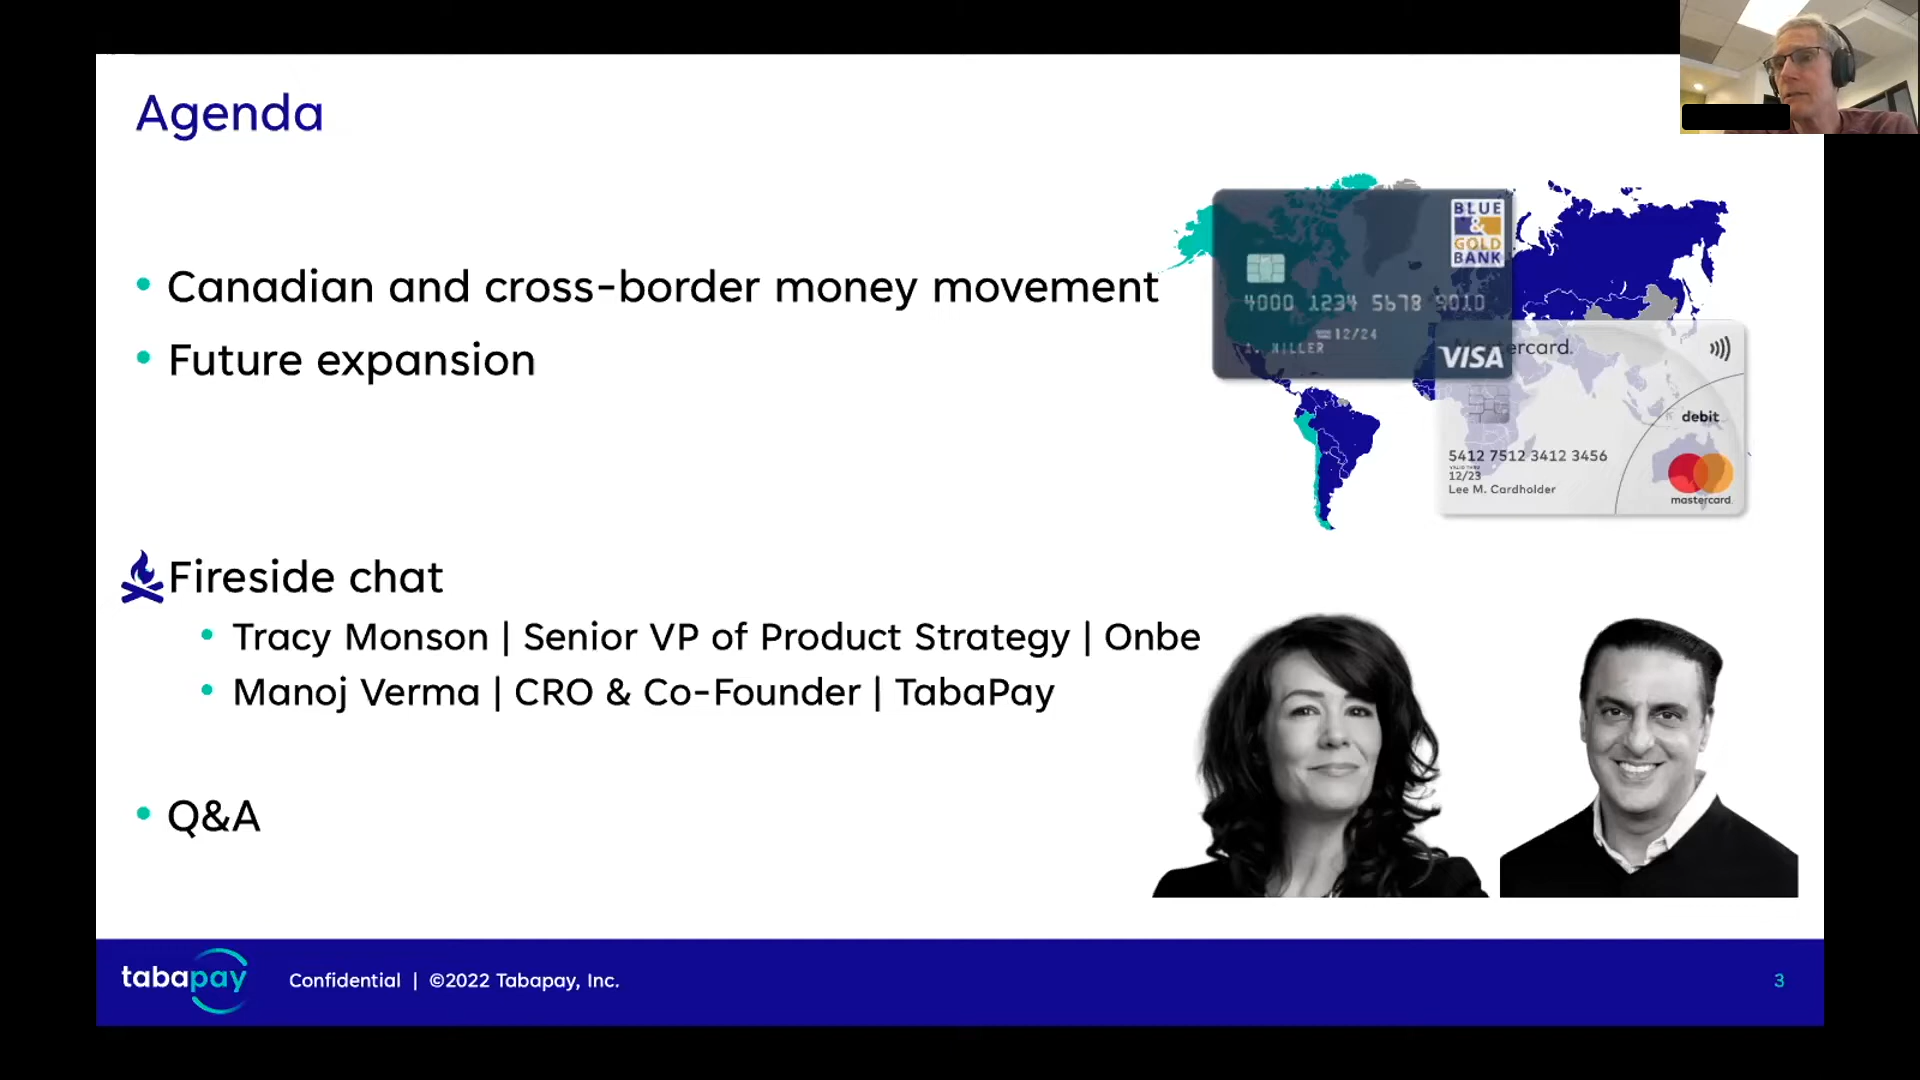 Agenda
Canadian and cross-border money movement
Future expansion
BLUE
&
GOLD
BANK
4000 1234 5678 9010
12/24
VISA
debit
5412 7512 3412 3456
12/23
Lee M. Cardholder
mastercard
Fireside chat
Tracy Monson | Senior VP of Product Strategy | Onbe
Manoj Verma | CRO & Co-Founder | TabaPay
Q&A
tabapay
Confidential | ©2022 Tabapay, Inc.
3